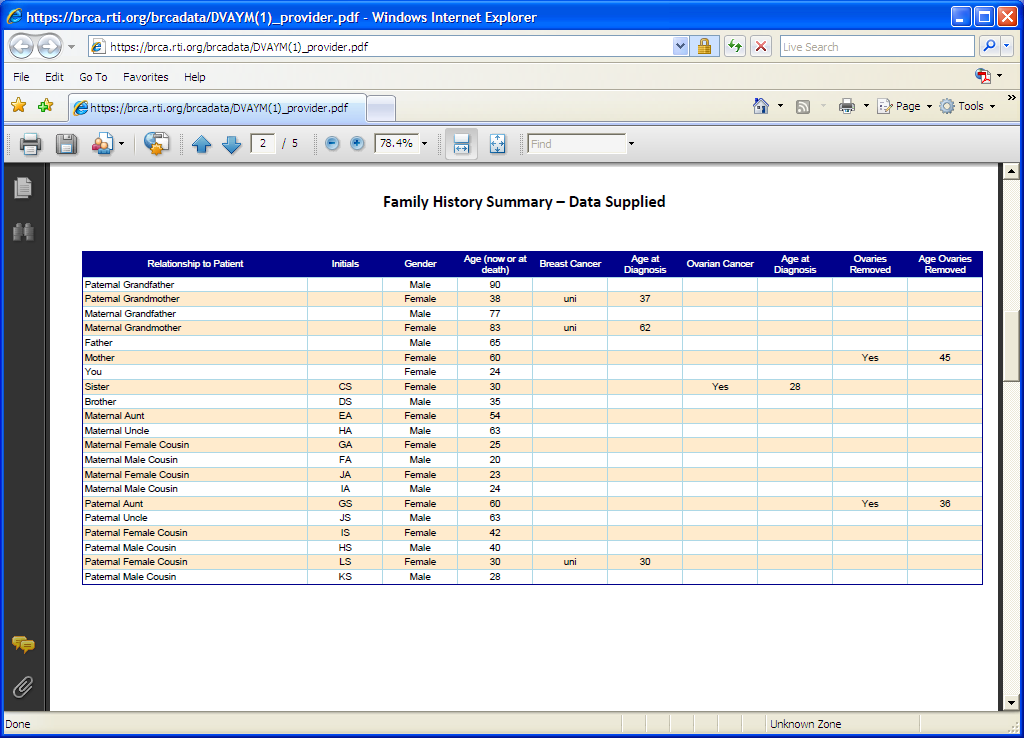 https://brca.rti.org/brcadata/DVAYM(1)_provider.pdf - Windows Internet Explorer
https://brca.rti.org/brcadata/DVAYM(1)_provider.pdf Live Search
File Edit Go To Favorites Help
https://brca.rti.org/brcadata/DVAYM(1)_provider.pdf Page Tools »
2 / 5 78.4% Find
Family History Summary – Data Supplied
Relationship to Patient Initials Gender Age (now or at death) Breast Cancer Age at Diagnosis Ovarian Cancer Age at Diagnosis Ovaries Removed Age Ovaries Removed
Paternal Grandfather Male 90
Paternal Grandmother Female 38 uni 37
Maternal Grandfather Male 77
Maternal Grandmother Female 83 uni 62
Father Male 65
Mother Female 60 Yes 45
You Female 24
Sister CS Female 30 Yes 28
Brother DS Male 35
Maternal Aunt EA Female 54
Maternal Uncle HA Male 63
Maternal Female Cousin GA Female 25
Maternal Male Cousin FA Male 20
Maternal Female Cousin JA Female 23
Maternal Male Cousin IA Male 24
Paternal Aunt GS Female 60 Yes 36
Paternal Uncle JS Male 63
Paternal Female Cousin IS Female 42
Paternal Male Cousin HS Male 40
Paternal Female Cousin LS Female 30 uni 30
Paternal Male Cousin KS Male 28
Done Unknown Zone